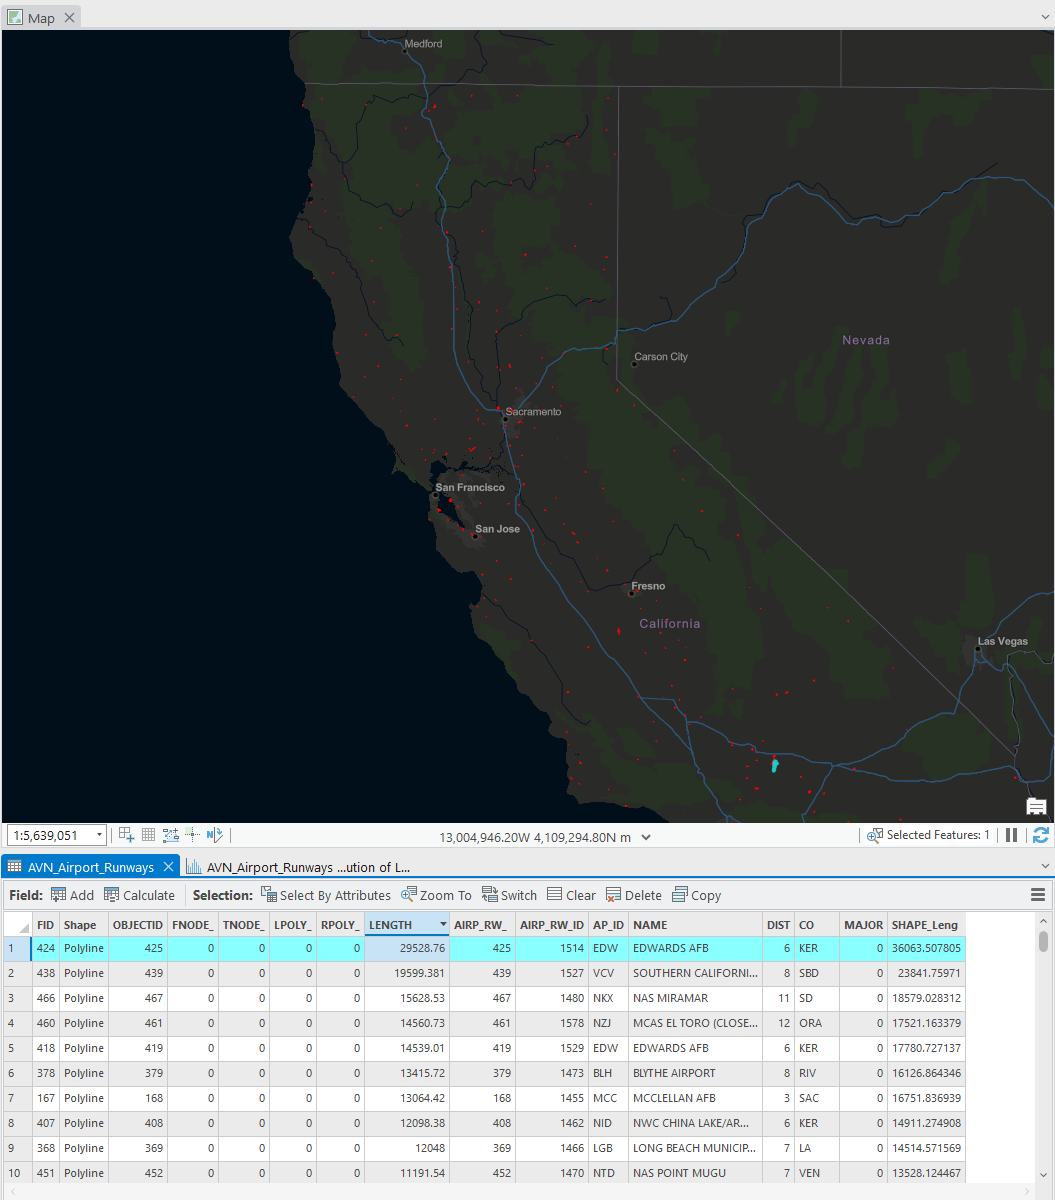 Map
Medford
Nevada
Carson City
Sacramento
San Francisco
San Jose
Fresno
California
Las Vegas
1:5,639,051
13,004,946.20W 4,109,294.80N m
Selected Features: 1
AVN_Airport_Runways
AVN_Airport_Runways ...ution of L...
Field: Add Calculate Selection: Select By Attributes Zoom To Switch Clear Delete Copy
FID Shape OBJECTID FNODE_ TNODE_ LPOLY_ RPOLY_ LENGTH AIRP_RW_ AIRP_RW_ID AP_ID NAME DIST CO MAJOR SHAPE_Leng
1 424 Polyline 425 0 0 0 0 29528.76 425 1514 EDW EDWARDS AFB 6 KER 0 36063.507805
2 438 Polyline 439 0 0 0 0 19599.381 439 1527 VCV SOUTHERN CALIFORNI... 8 SBD 0 23841.75971
3 466 Polyline 467 0 0 0 0 15628.53 467 1480 NKX NAS MIRAMAR 11 SD 0 18579.028312
4 460 Polyline 461 0 0 0 0 14560.73 461 1578 NZJ MCAS EL TORO (CLOSE... 12 ORA 0 17521.163379
5 418 Polyline 419 0 0 0 0 14539.01 419 1529 EDW EDWARDS AFB 6 KER 0 17780.727137
6 378 Polyline 379 0 0 0 0 13415.72 379 1473 BLH BLYTHE AIRPORT 8 RIV 0 16126.864346
7 167 Polyline 168 0 0 0 0 13064.42 168 1455 MCC MCCLELLAN AFB 3 SAC 0 16751.836939
8 407 Polyline 408 0 0 0 0 12098.38 408 1462 NID NWC CHINA LAKE/AR... 6 KER 0 14911.274908
9 368 Polyline 369 0 0 0 0 12048 369 1466 LGB LONG BEACH MUNICIP... 7 LA 0 14514.571569
10 451 Polyline 452 0 0 0 0 11191.54 452 1470 NTD NAS POINT MUGU 7 VEN 0 13528.124467